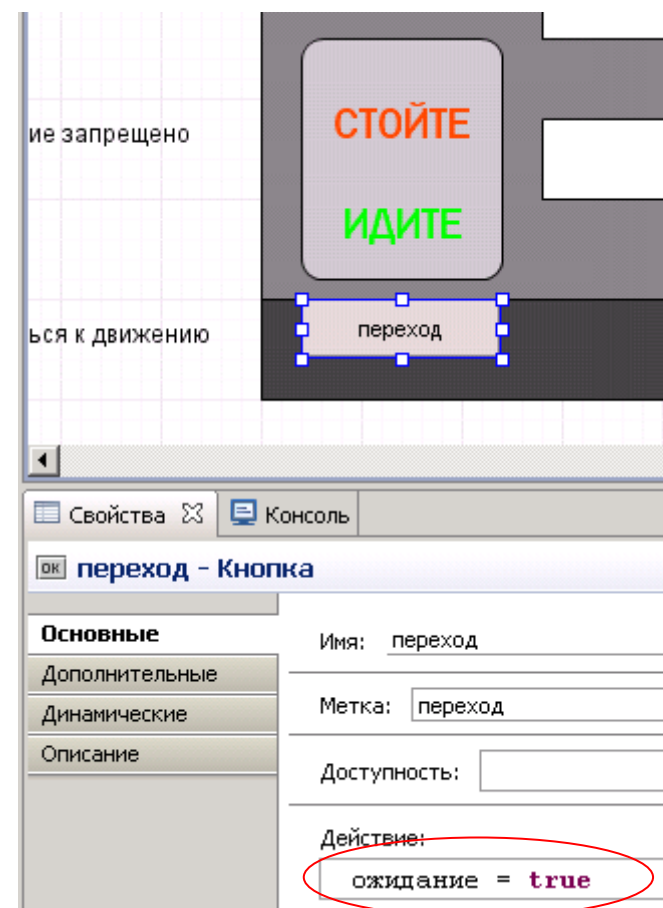 СТОЙТЕ
ие запрещено
ИДИТЕ
ься к движению
переход
Свойства
Консоль
ок переход - Кнопка
Основные
Имя: переход
Дополнительные
Метка: переход
Динамические
Описание
Доступность:
Действие:
ожидание = true